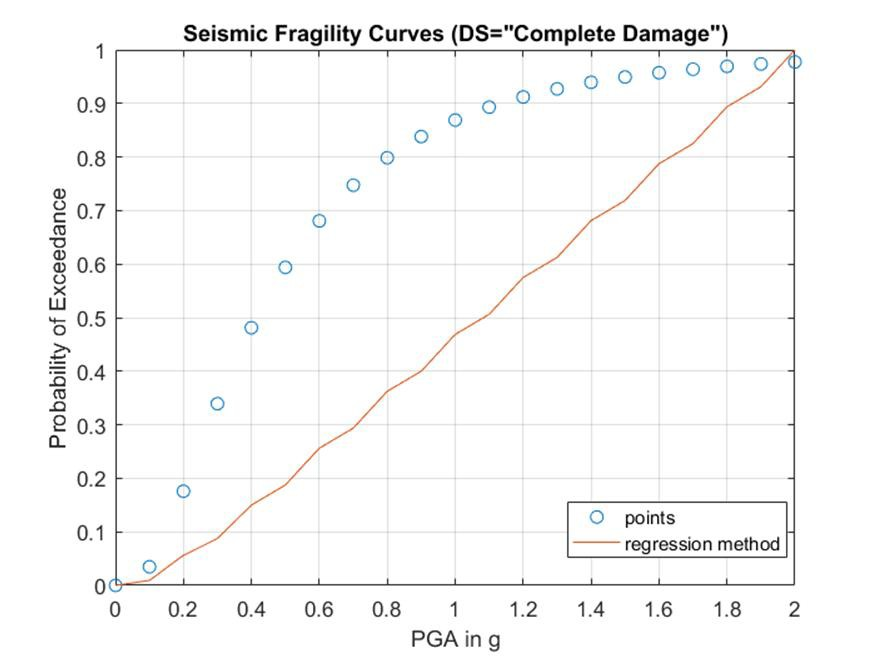 Seismic Fragility Curves (DS="Complete Damage")
1
0.9
0.8
0.7
0.6
0.5
0.4
0.3
0.2
0.1
0
Probability of Exceedance
points
regression method
0 0.2 0.4 0.6 0.8 1 1.2 1.4 1.6 1.8 2
PGA in g